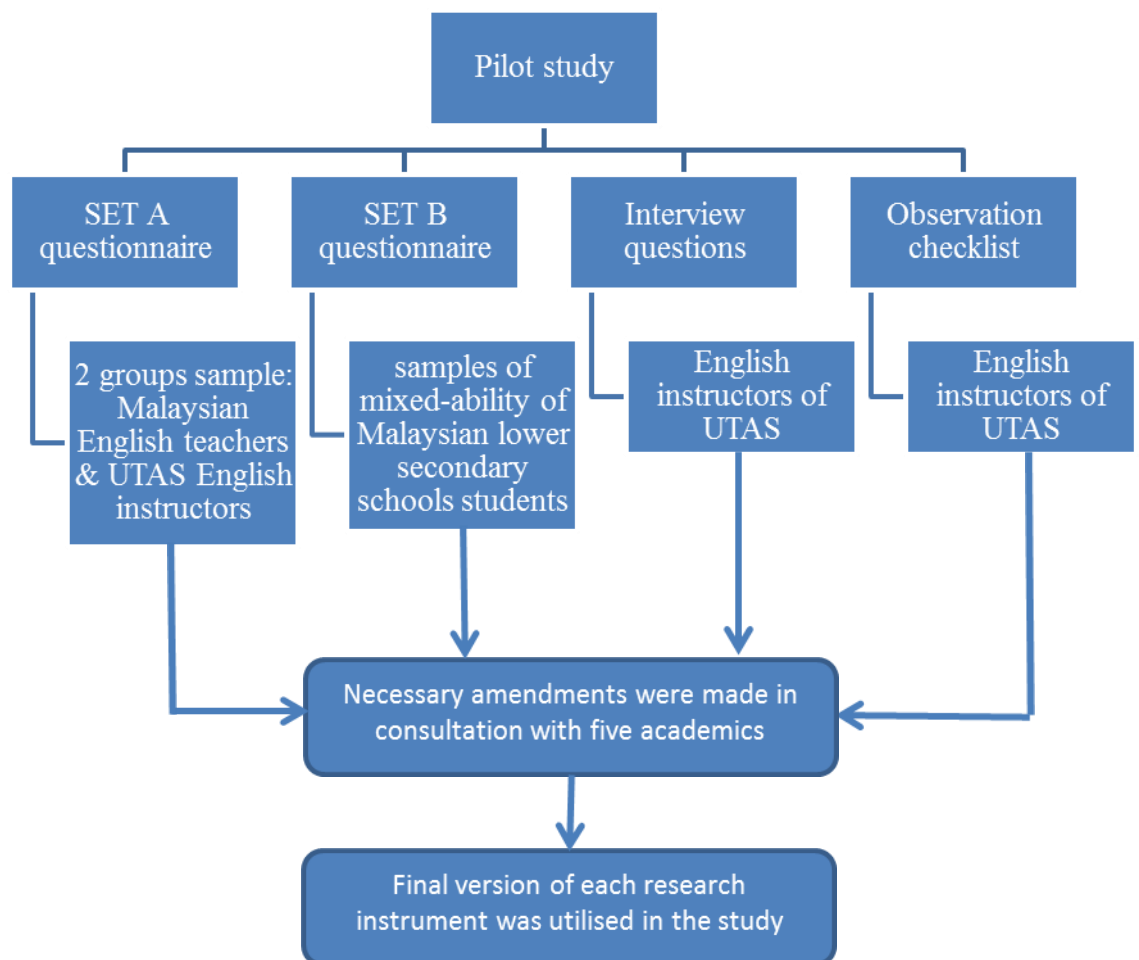 Pilot study
SET A
questionnaire
SET B
questionnaire
Interview
questions
Observation
checklist
2 groups sample:
Malaysian
English teachers
& UTAS English
instructors
samples of
mixed-ability of
Malaysian lower
secondary
schools students
English
instructors of
UTAS
English
instructors of
UTAS
Necessary amendments were made in
consultation with five academics
Final version of each research
instrument was utilised in the study